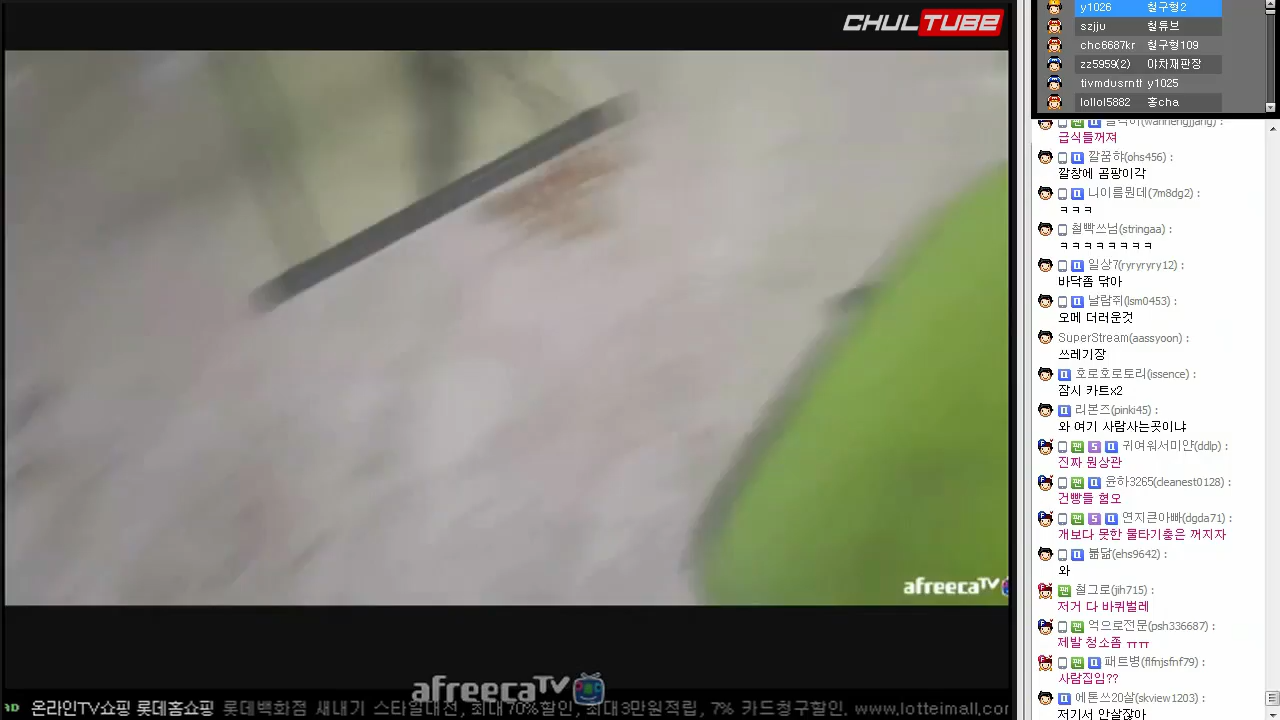 CHULTUBE
y1026 철구형2
szjju 철튜브
chc6687kr 철구형109
zz5959(2) 야차재판장
tivmdusrntl y1025
lollol5882 홍cha
급식들꺼져
깔꼼햐(ohs456) :
깔창에 곰팡이각
니이름뭔데(7m8dg2) :
ㅋㅋㅋ
철빡쓰님(stringaa) :
ㅋㅋㅋㅋㅋㅋㅋㅋ
일상7(ryryryry12) :
바닥좀 닦아
날람쥐(lsm0453) :
오메 더러운것
SuperStream(aassyoon) :
쓰레기장
호로호로토리(issence) :
잠시 카트x2
리본즈(pinki45) :
와 여기 사람사는곳이냐
귀여워서미얀(ddlp) :
진짜 뭔상관
윤하3265(cleanest0128) :
건빵들 혐오
연지큰아빠(dgda71) :
개보다 못한 물타기충은 꺼지자
붊닮(ehs9642) :
와
철그로(jih715) :
저거 다 바퀴벌레
억으로전문(psh336687) :
제발 청소좀 ㅠㅠ
패트병(flfnjsfnf79) :
사람집임??
에톤쓰20살(skview1203) :
저기서 안살잖아
afreecaTV
afreecaTV
AD 온라인TV쇼핑 롯데홈쇼핑 롯데백화점 새내기 스타일대전, 최대70%할인, 최대3만원적립, 7% 카드청구할인. www.lotteimall.com